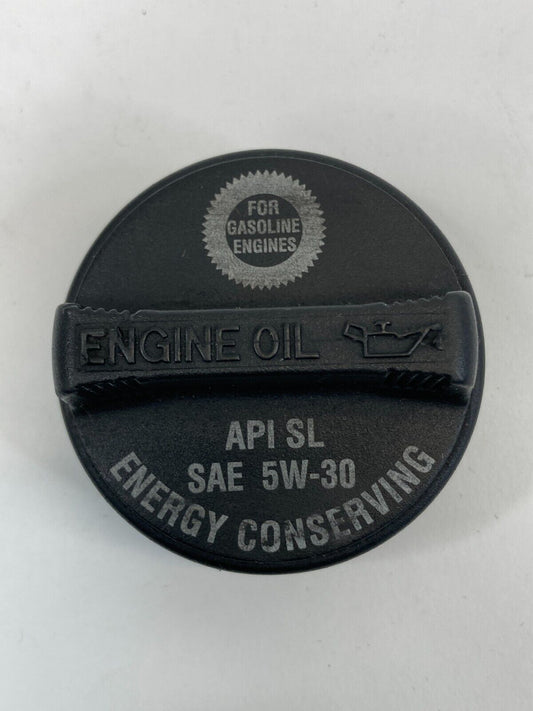 FOR
GASOLINE
ENGINES
ENGINE OIL
API SL
SAE 5W-30
ENERGY CONSERVING